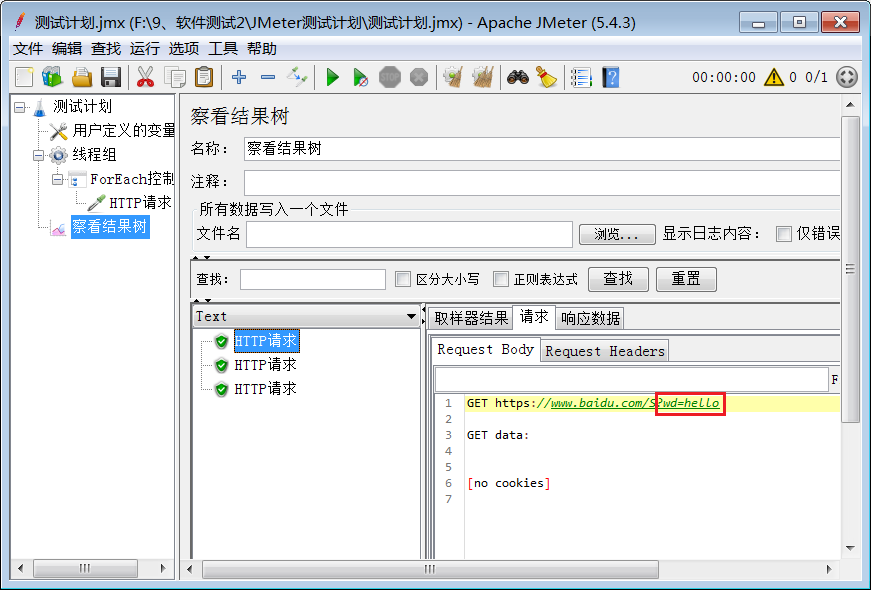 测试计划.jmx (F:\9、软件测试2\JMeter测试计划\测试计划.jmx) - Apache JMeter (5.4.3)
文件 编辑 查找 运行 选项 工具 帮助
00:00:00 0 0/1
测试计划
用户定义的变量
线程组
ForEach控制
HTTP请求
察看结果树
察看结果树
名称: 察看结果树
注释:
所有数据写入一个文件
文件名 浏览... 显示日志内容: 仅错误
查找: 区分大小写 正则表达式 查找 重置
Text
HTTP请求
HTTP请求
HTTP请求
取样器结果 请求 响应数据
Request Body Request Headers
F
1 GET https://www.baidu.com/S?wd=hello
2
3 GET data:
4
5
6 [no cookies]
7